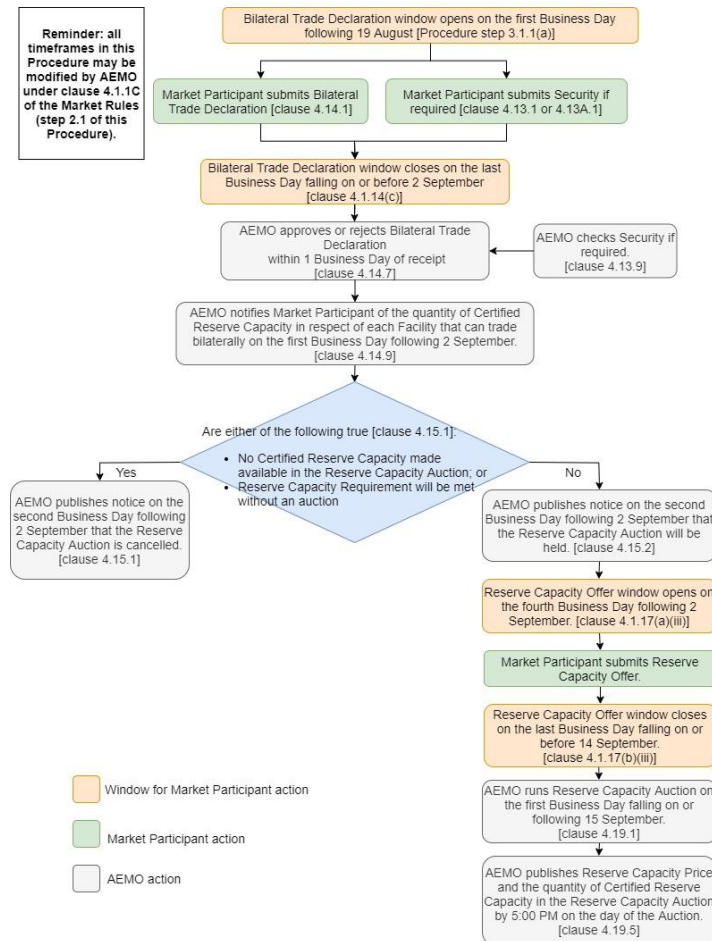 Reminder: all
timeframes in this
Procedure may be
modified by AEMO
under clause 4.1.1C
of the Market Rules
(step 2.1 of this
Procedure).
Bilateral Trade Declaration window opens on the first Business Day
following 19 August [Procedure step 3.1.1(a)]
Market Participant submits Bilateral
Trade Declaration [clause 4.14.1]
Market Participant submits Security if
required [clause 4.13.1 or 4.13A.1]
Bilateral Trade Declaration window closes on the last
Business Day falling on or before 2 September
[clause 4.1.14(c)]
AEMO approves or rejects Bilateral Trade
Declaration
within 1 Business Day of receipt
[clause 4.14.7]
AEMO checks Security if
required.
[clause 4.13.9]
AEMO notifies Market Participant of the quantity of Certified
Reserve Capacity in respect of each Facility that can trade
bilaterally on the first Business Day following 2 September.
[clause 4.14.9]
Are either of the following true [clause 4.15.1]:
• No Certified Reserve Capacity made
available in the Reserve Capacity Auction; or
• Reserve Capacity Requirement will be met
without an auction
Yes
No
AEMO publishes notice on the
second Business Day following
2 September that the Reserve
Capacity Auction is cancelled.
[clause 4.15.1]
AEMO publishes notice on the second
Business Day following 2 September that
the Reserve Capacity Auction will be
held. [clause 4.15.2]
Reserve Capacity Offer window opens on
the fourth Business Day following 2
September. [clause 4.1.17(a)(iii)]
Market Participant submits Reserve
Capacity Offer.
Reserve Capacity Offer window closes
on the last Business Day falling on or
before 14 September.
[clause 4.1.17(b)(iii)]
AEMO runs Reserve Capacity Auction on
the first Business Day falling on or
following 15 September.
[clause 4.19.1]
AEMO publishes Reserve Capacity Price
and the quantity of Certified Reserve
Capacity in the Reserve Capacity Auction
by 5:00 PM on the day of the Auction.
[clause 4.19.5]
Window for Market Participant action
Market Participant action
AEMO action